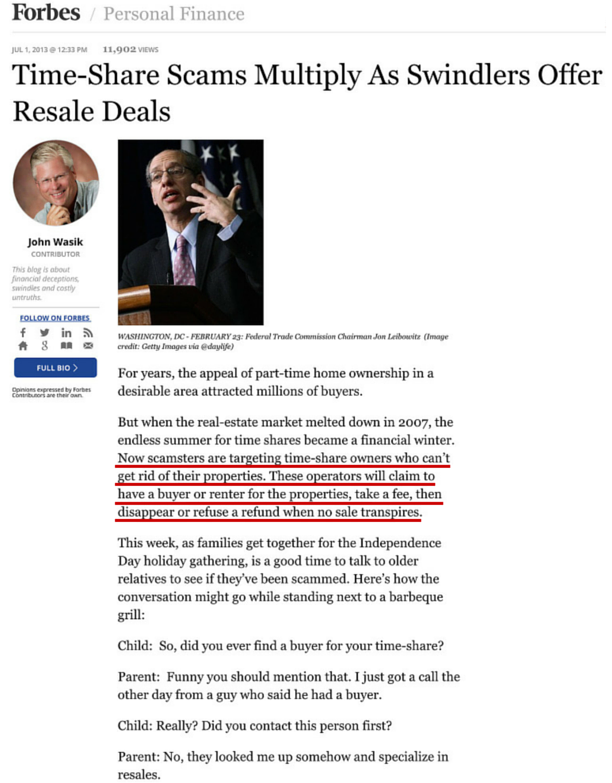 Forbes / Personal Finance
JUL 1, 2013 @ 12:33 PM 11,902 VIEWS
Time-Share Scams Multiply As Swindlers Offer
Resale Deals
John Wasik
CONTRIBUTOR
This blog is about
financial deceptions,
swindles and costly
untruths.
FOLLOW ON FORBES
FULL BIO >
Opinions expressed by Forbes
Contributors are their own.
WASHINGTON, DC - FEBRUARY 23: Federal Trade Commission Chairman Jon Leibowitz (Image
credit: Getty Images via @daylife)
For years, the appeal of part-time home ownership in a
desirable area attracted millions of buyers.
But when the real-estate market melted down in 2007, the
endless summer for time shares became a financial winter.
Now scamsters are targeting time-share owners who can't
get rid of their properties. These operators will claim to
have a buyer or renter for the properties, take a fee, then
disappear or refuse a refund when no sale transpires.
This week, as families get together for the Independence
Day holiday gathering, is a good time to talk to older
relatives to see if they've been scammed. Here's how the
conversation might go while standing next to a barbeque
grill:
Child: So, did you ever find a buyer for your time-share?
Parent: Funny you should mention that. I just got a call the
other day from a guy who said he had a buyer.
Child: Really? Did you contact this person first?
Parent: No, they looked me up somehow and specialize in
resales.